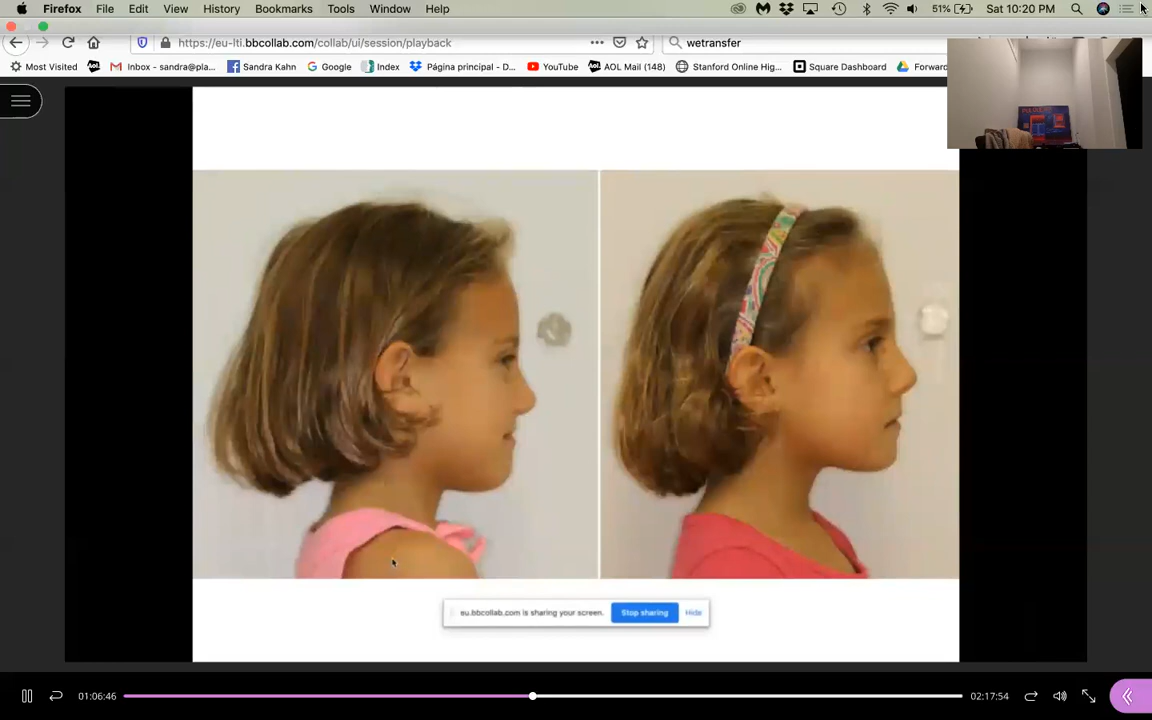 Firefox File Edit View History Bookmarks Tools Window Help 51% Sat 10:20 PM
https://eu-lti.bbcollab.com/collab/ui/session/playback wetransfer
Most Visited Inbox - sandra@pla... Sandra Kahn Google Index Página principal - D... YouTube AOL Mail (148) Stanford Online Hig... Square Dashboard Forward
eu.bbcollab.com is sharing your screen. Stop sharing Hide
01:06:46 02:17:54